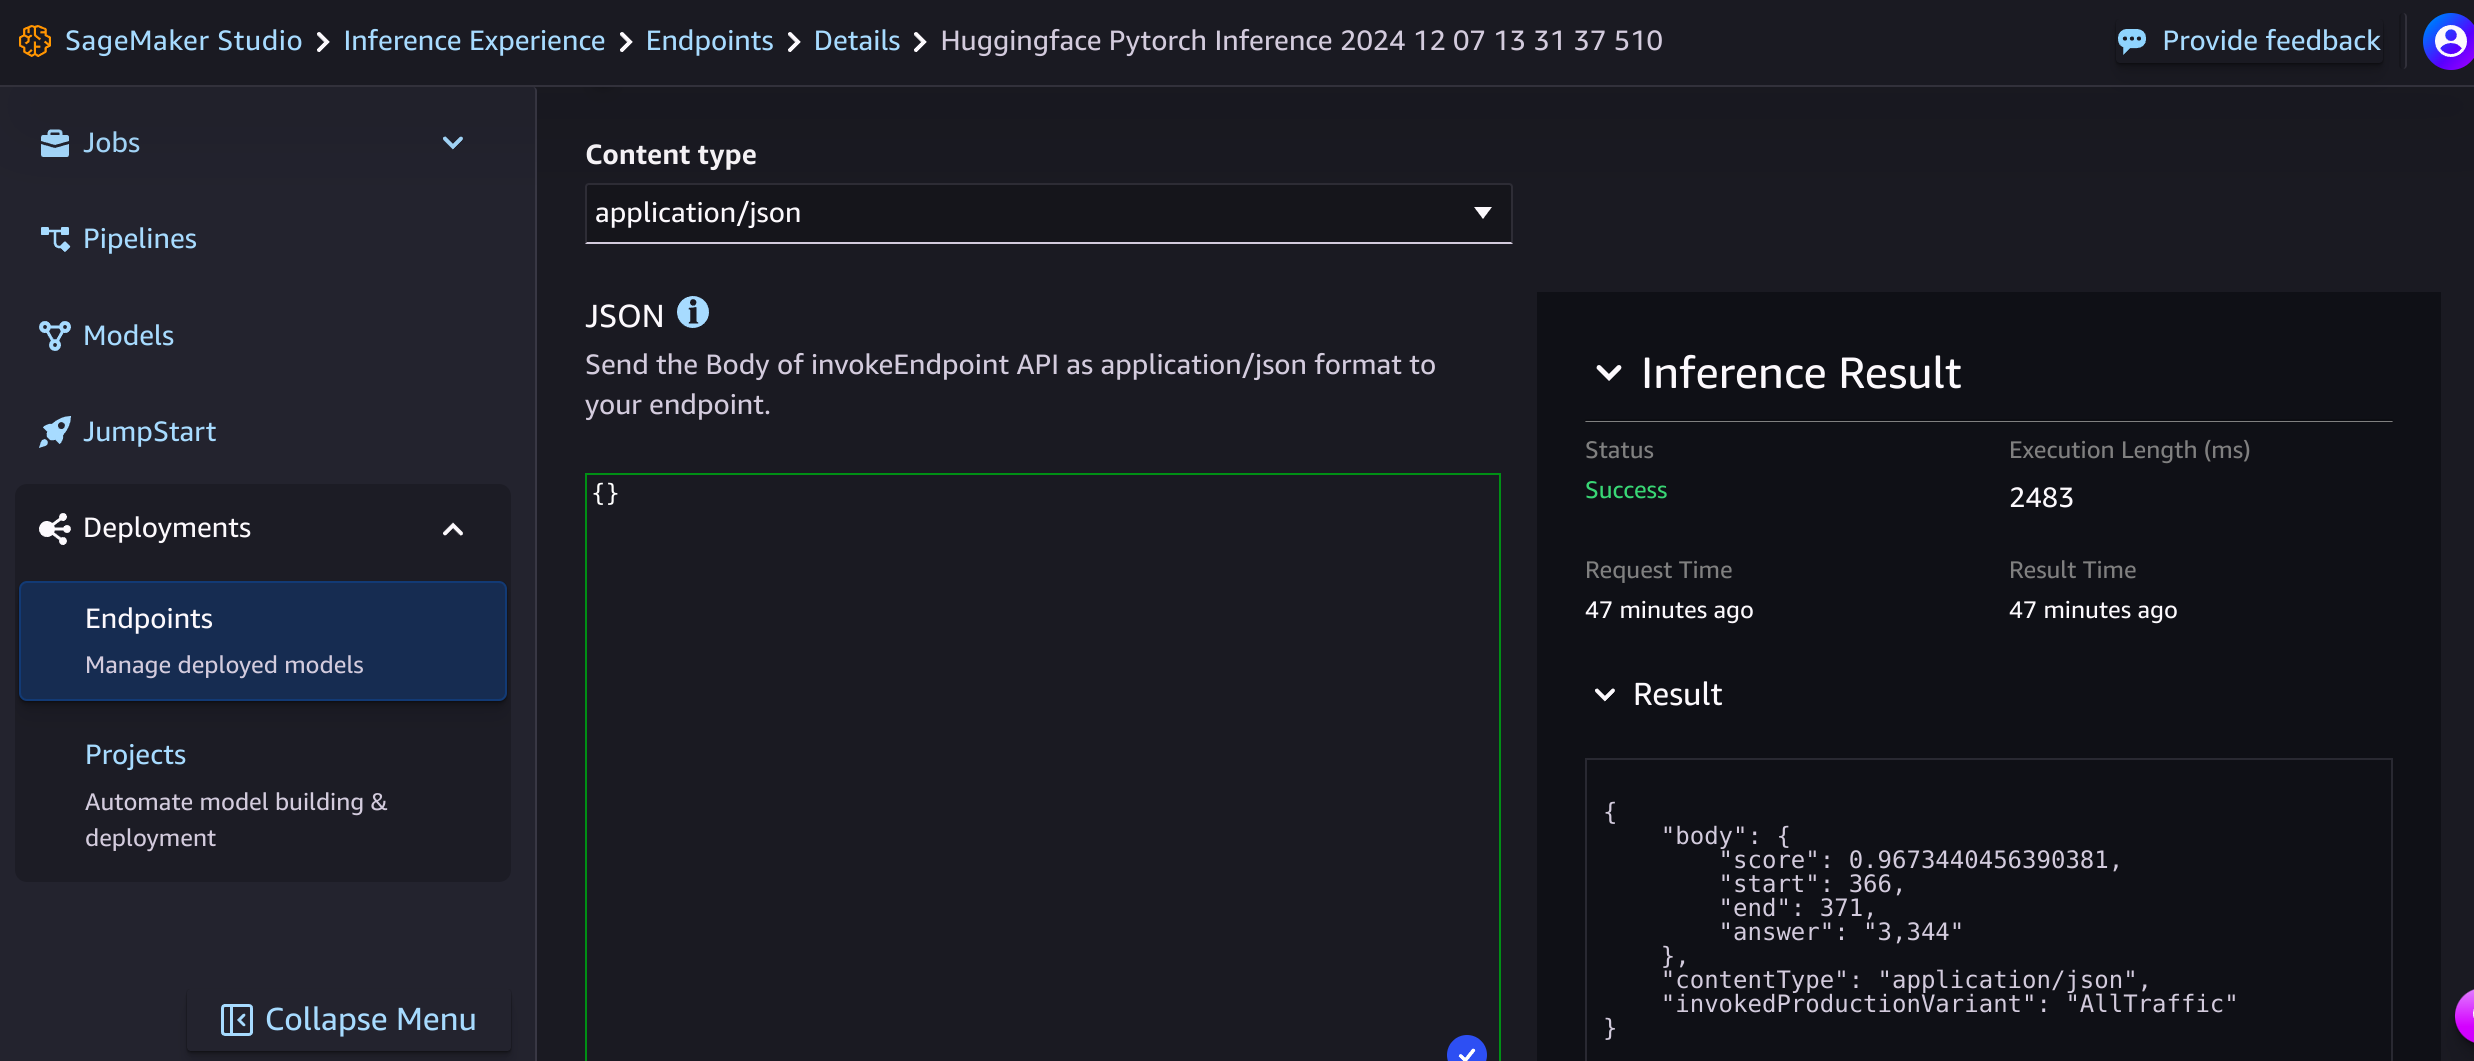 SageMaker Studio > Inference Experience > Endpoints > Details > Huggingface Pytorch Inference 2024 12 07 13 31 37 510
Provide feedback
Jobs
Pipelines
Models
JumpStart
Deployments
Endpoints
Manage deployed models
Projects
Automate model building &
deployment
Collapse Menu
Content type
application/json
JSON
Send the Body of invokeEndpoint API as application/json format to
your endpoint.
{}
Inference Result
Status
Success
Execution Length (ms)
2483
Request Time
47 minutes ago
Result Time
47 minutes ago
Result
{
    "body": {
        "score": 0.9673440456390381,
        "start": 366,
        "end": 371,
        "answer": "3,344"
    },
    "contentType": "application/json",
    "invokedProductionVariant": "AllTraffic"
}